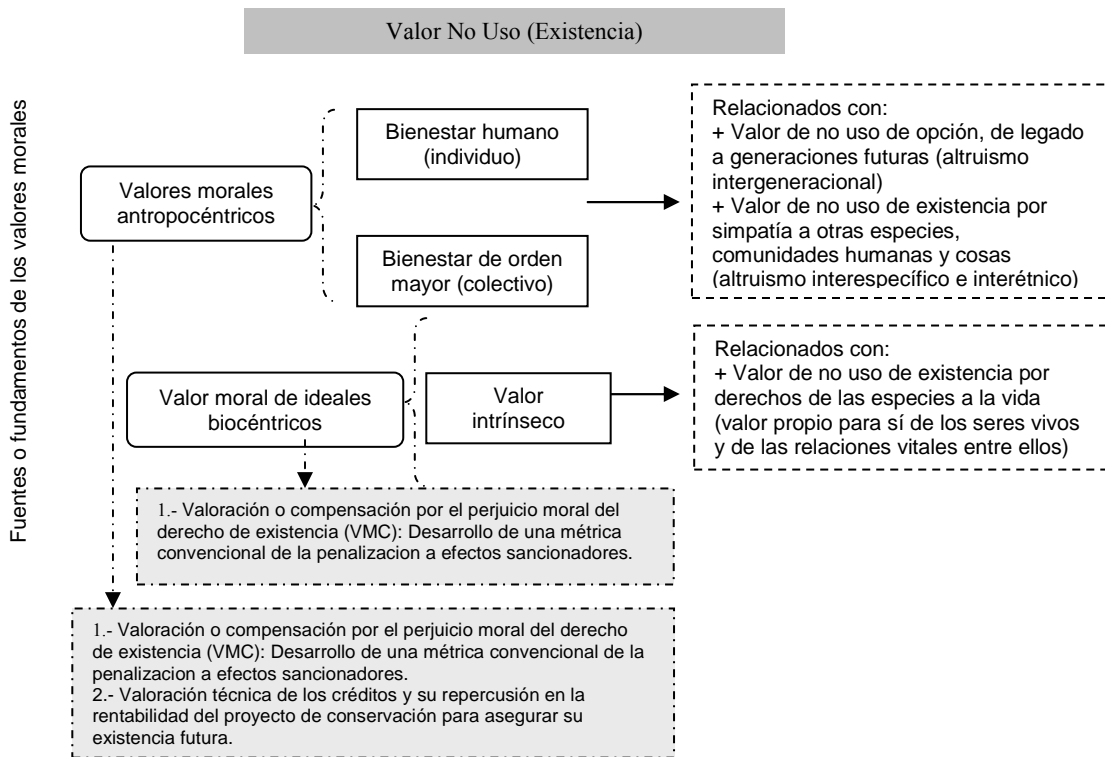 Valor No Uso (Existencia)
Fuentes o fundamentos de los valores morales
Valores morales
antropocéntricos
Bienestar humano
(individuo)
Bienestar de orden
mayor (colectivo)
Relacionados con:
+ Valor de no uso de opción, de legado
a generaciones futuras (altruismo
intergeneracional)
+ Valor de no uso de existencia por
simpatía a otras especies,
comunidades humanas y cosas
(altruismo interespecífico e interétnico)
Valor moral de ideales
biocéntricos
Valor
intrínseco
Relacionados con:
+ Valor de no uso de existencia por
derechos de las especies a la vida
(valor propio para sí de los seres vivos
y de las relaciones vitales entre ellos)
1.- Valoración o compensación por el perjuicio moral del
derecho de existencia (VMC): Desarrollo de una métrica
convencional de la penalizacion a efectos sancionadores.
1.- Valoración o compensación por el perjuicio moral del derecho
de existencia (VMC): Desarrollo de una métrica convencional de la
penalizacion a efectos sancionadores.
2.- Valoración técnica de los créditos y su repercusión en la
rentabilidad del proyecto de conservación para asegurar su
existencia futura.